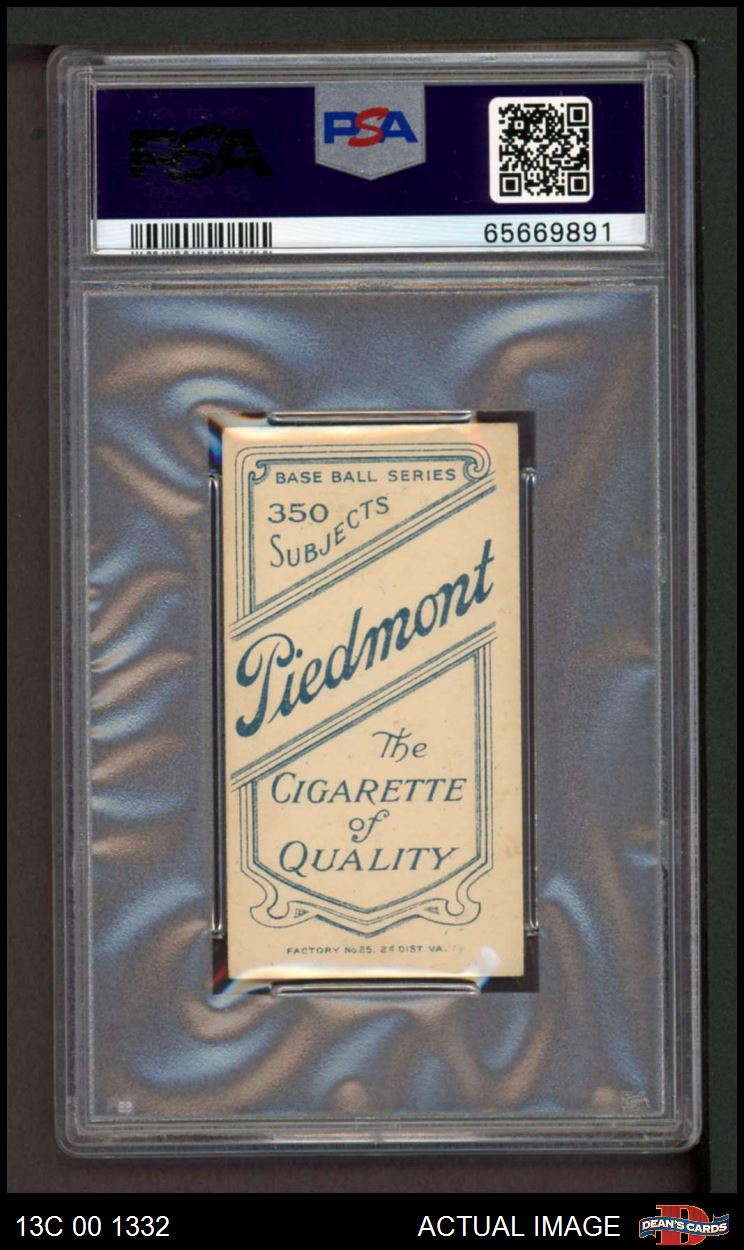 PSA
PSA
65669891
BASE BALL SERIES
350
SUBJECTS
Piedmont
The
CIGARETTE
of
QUALITY
FACTORY No 25. 2d DIST. VA.
13C 00 1332
ACTUAL IMAGE
DEAN'S CARDS